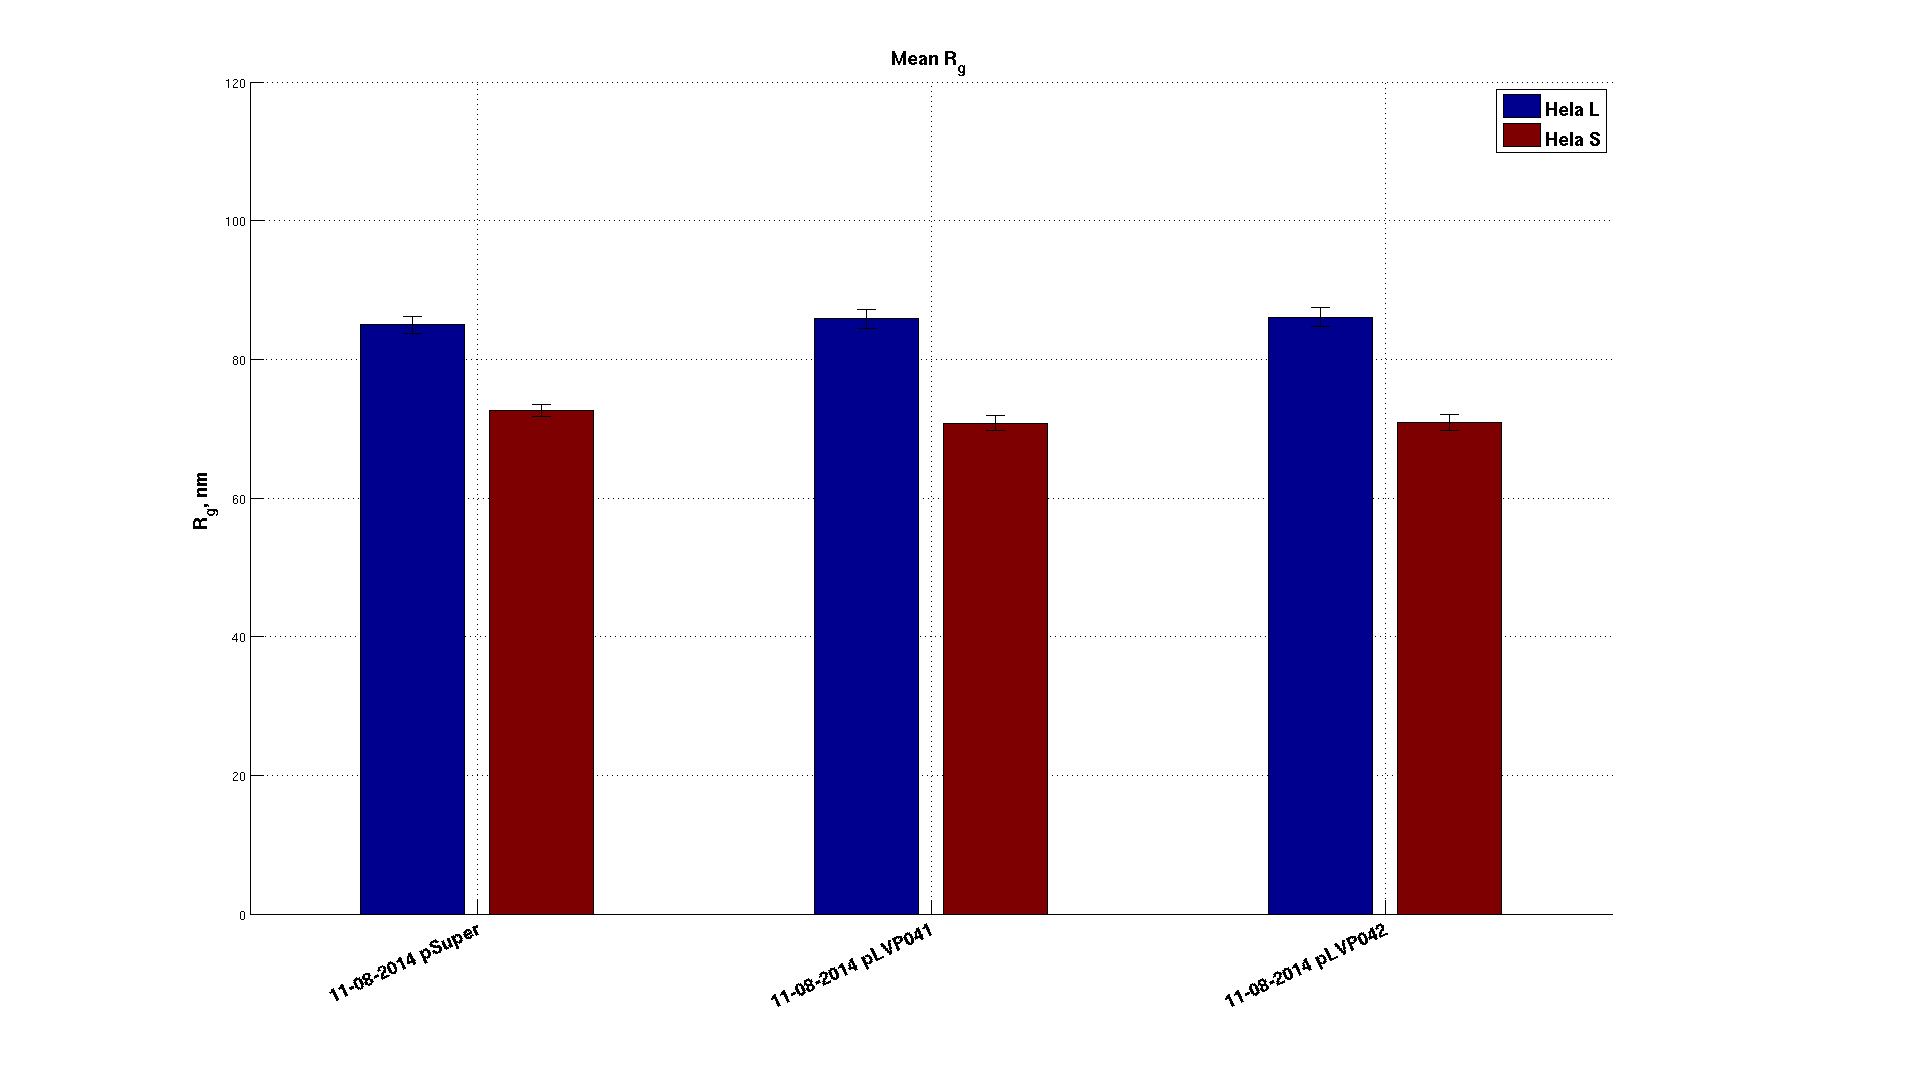 Mean Rg
120
100
80
60
40
20
0
Rg, nm
Hela L
Hela S
11-08-2014 pSuper
11-08-2014 pLVP041
11-08-2014 pLVP042